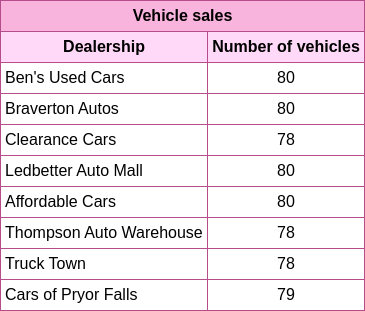 Vehicle sales
Dealership Number of vehicles
Ben's Used Cars 80
Braverton Autos 80
Clearance Cars 78
Ledbetter Auto Mall 80
Affordable Cars 80
Thompson Auto Warehouse 78
Truck Town 78
Cars of Pryor Falls 79